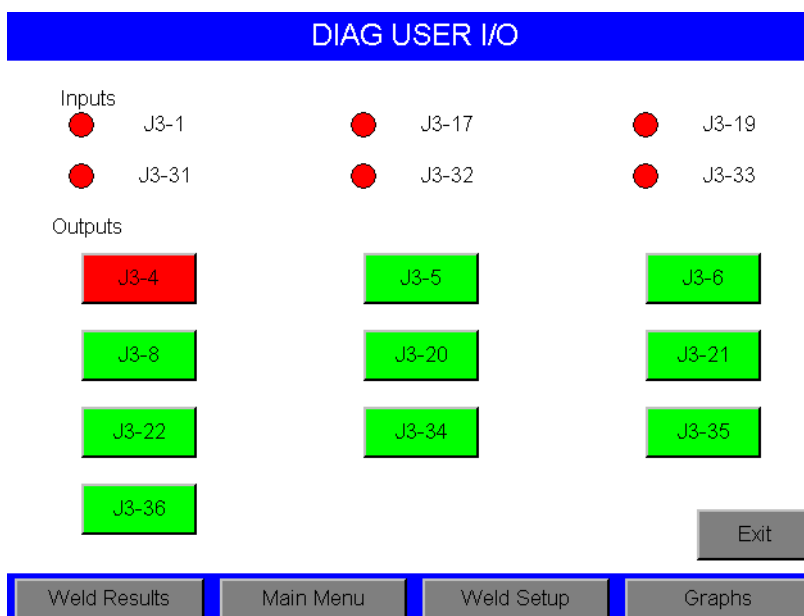 DIAG USER I/O
Inputs
J3-1 J3-17 J3-19
J3-31 J3-32 J3-33
Outputs
J3-4 J3-5 J3-6
J3-8 J3-20 J3-21
J3-22 J3-34 J3-35
J3-36
Exit
Weld Results Main Menu Weld Setup Graphs